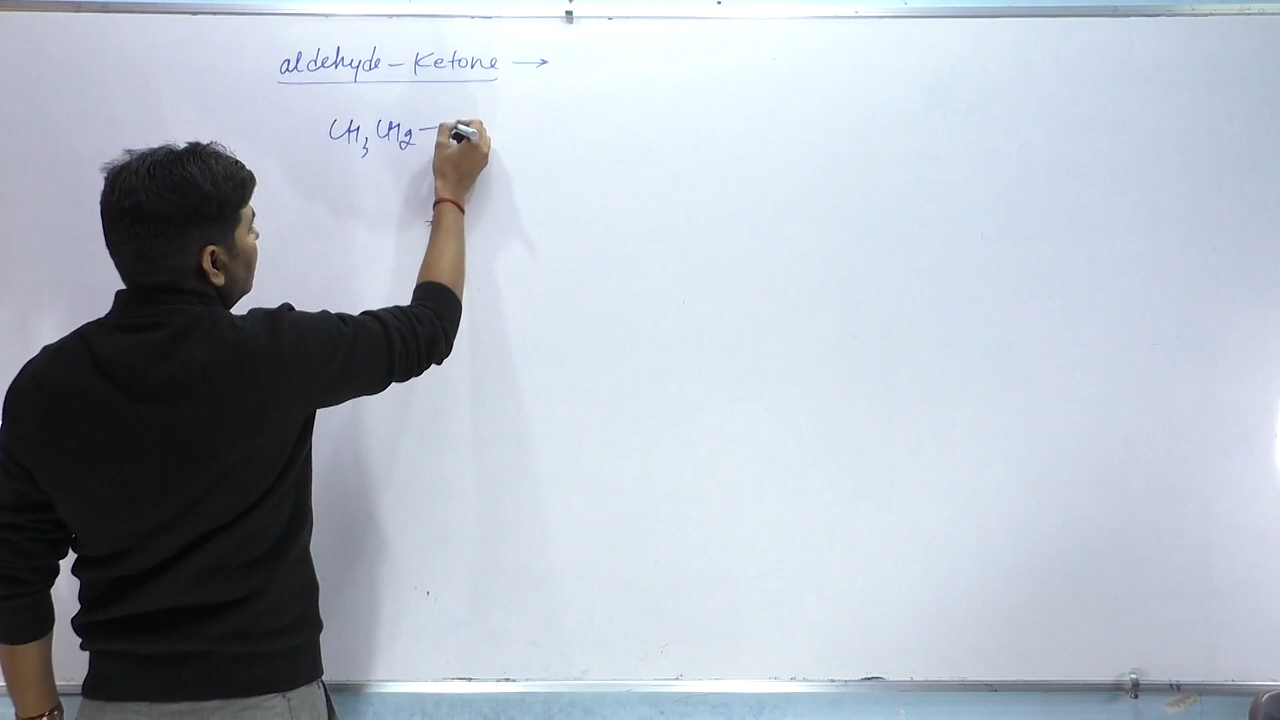 aldehyde - Ketone →
CH₃CH₂ -